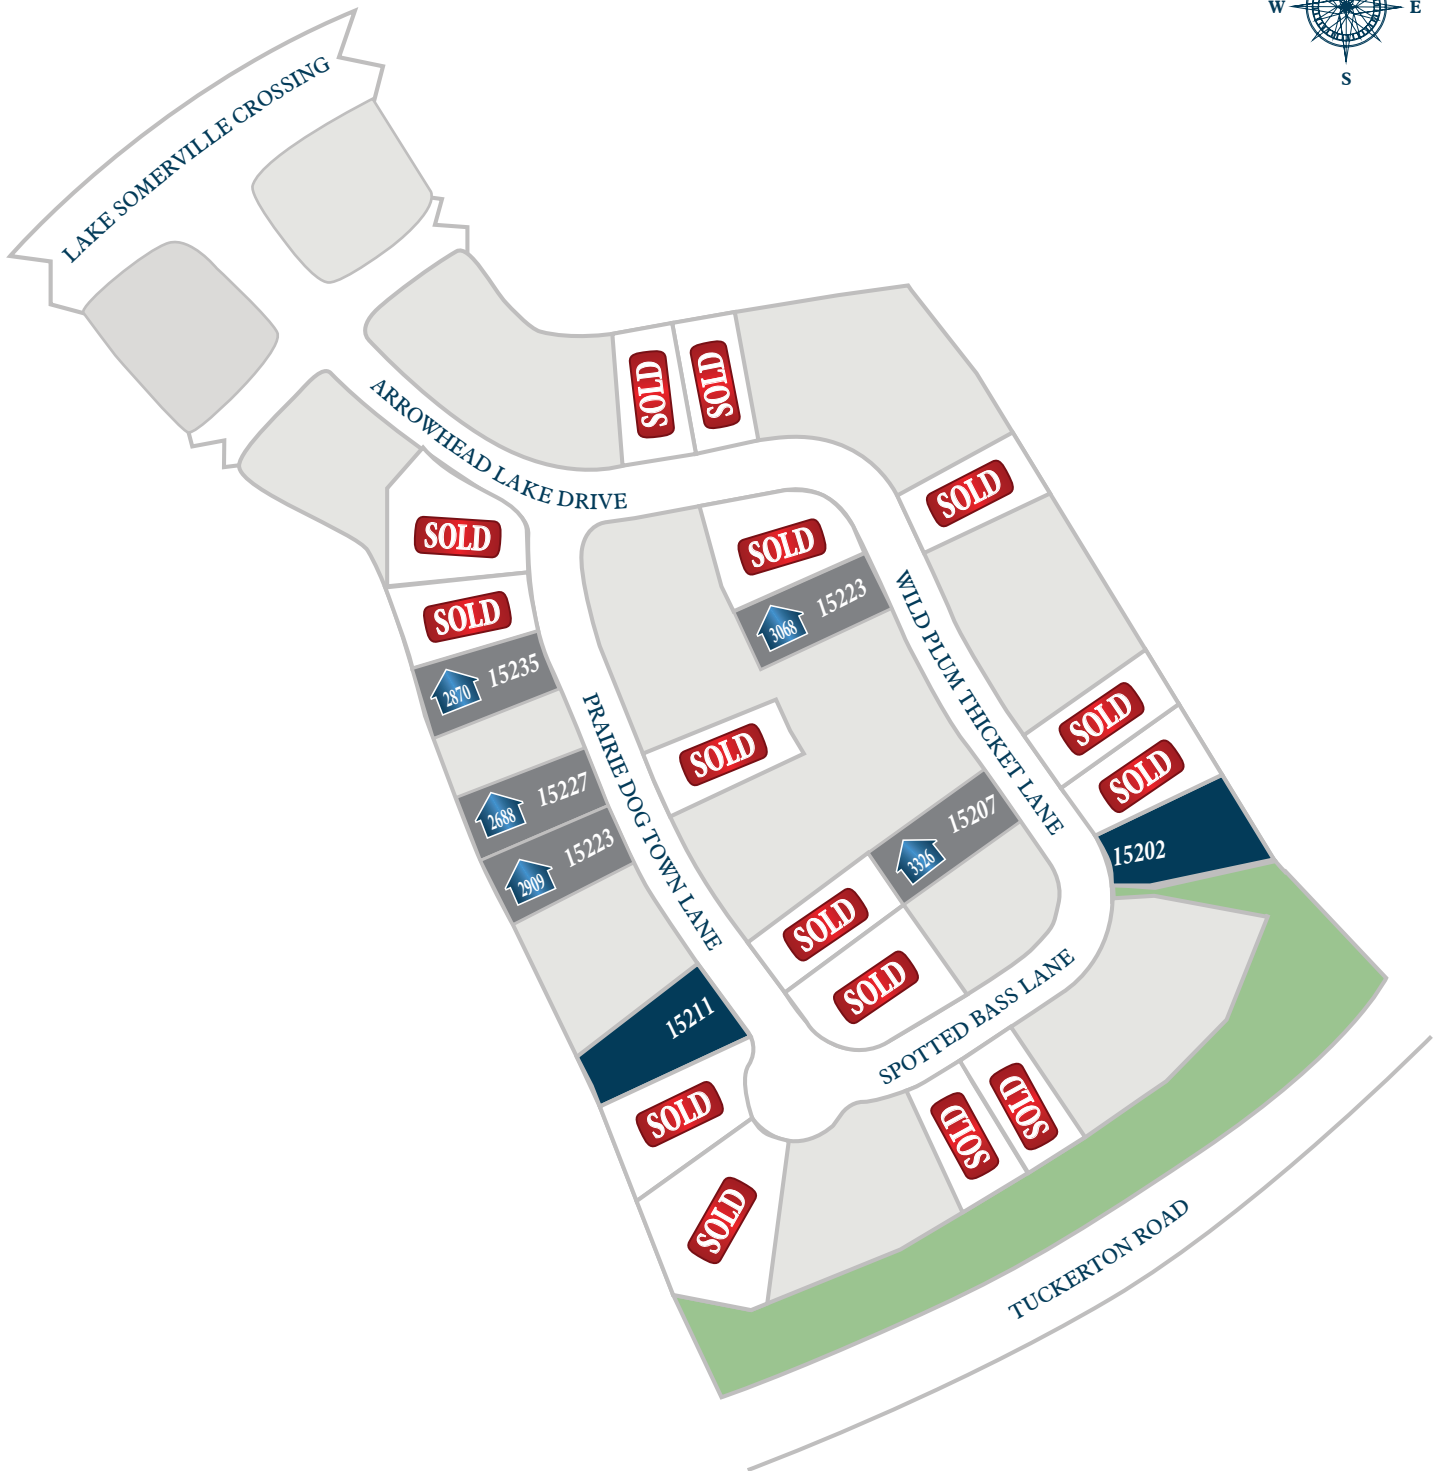 W
E
S
LAKE SOMERVILLE CROSSING
ARROWHEAD LAKE DRIVE
SOLD
SOLD
SOLD
SOLD
SOLD
SOLD
3068
15223
WILD PLUM THICKET LANE
2870
15235
PRAIRIE DOG TOWN LANE
SOLD
SOLD
SOLD
2688
15227
2909
15223
3326
15207
15202
SOLD
SOLD
15211
SPOTTED BASS LANE
SOLD
SOLD
SOLD
SOLD
TUCKERTON ROAD